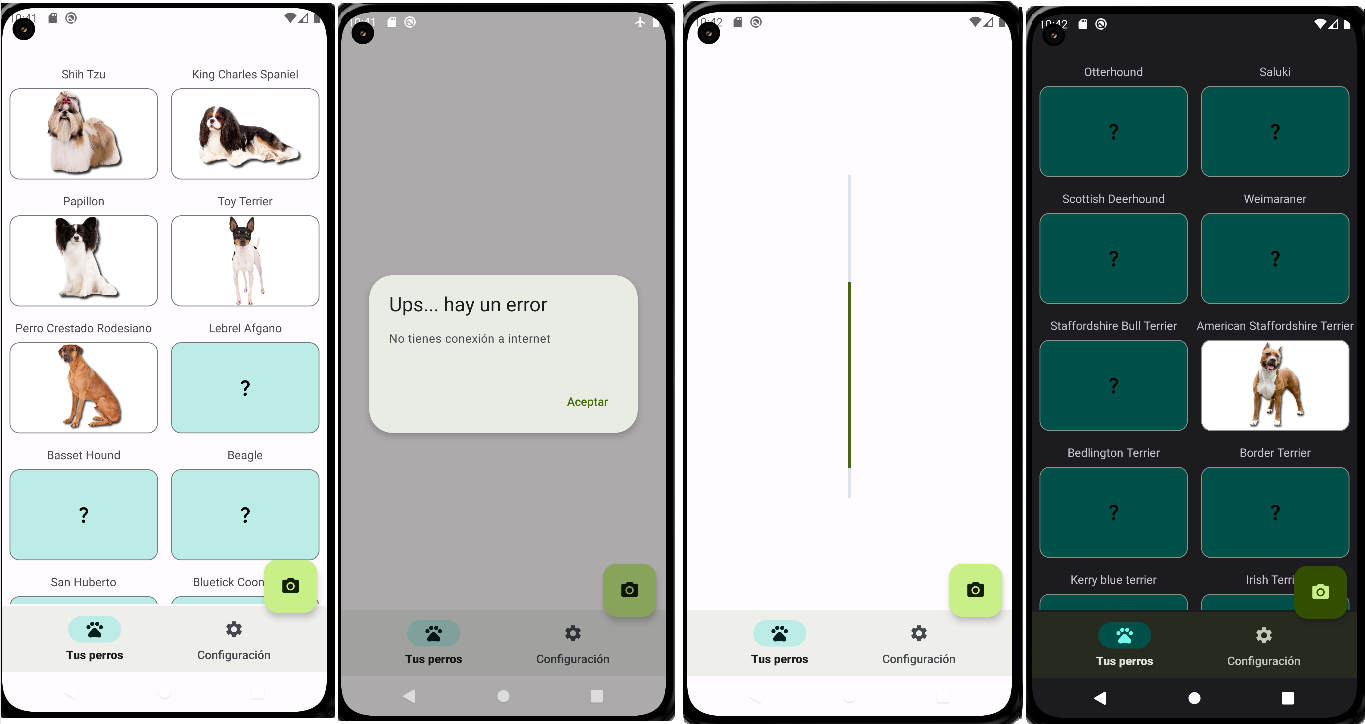 10:41
Shih Tzu King Charles Spaniel
? 
Papillon Toy Terrier
Perro Crestado Rodesiano Lebrel Afgano
?
Basset Hound Beagle
? ?
San Huberto Bluetick Coon
Tus perros Configuración
10:41
Ups... hay un error
No tienes conexión a internet
Aceptar
Tus perros Configuración
10:42
Tus perros Configuración
10:42
Otterhound Saluki
? ?
Scottish Deerhound Weimaraner
? ?
Staffordshire Bull Terrier American Staffordshire Terrier
?
Bedlington Terrier Border Terrier
? ?
Kerry blue terrier Irish Terri
Tus perros Configuración